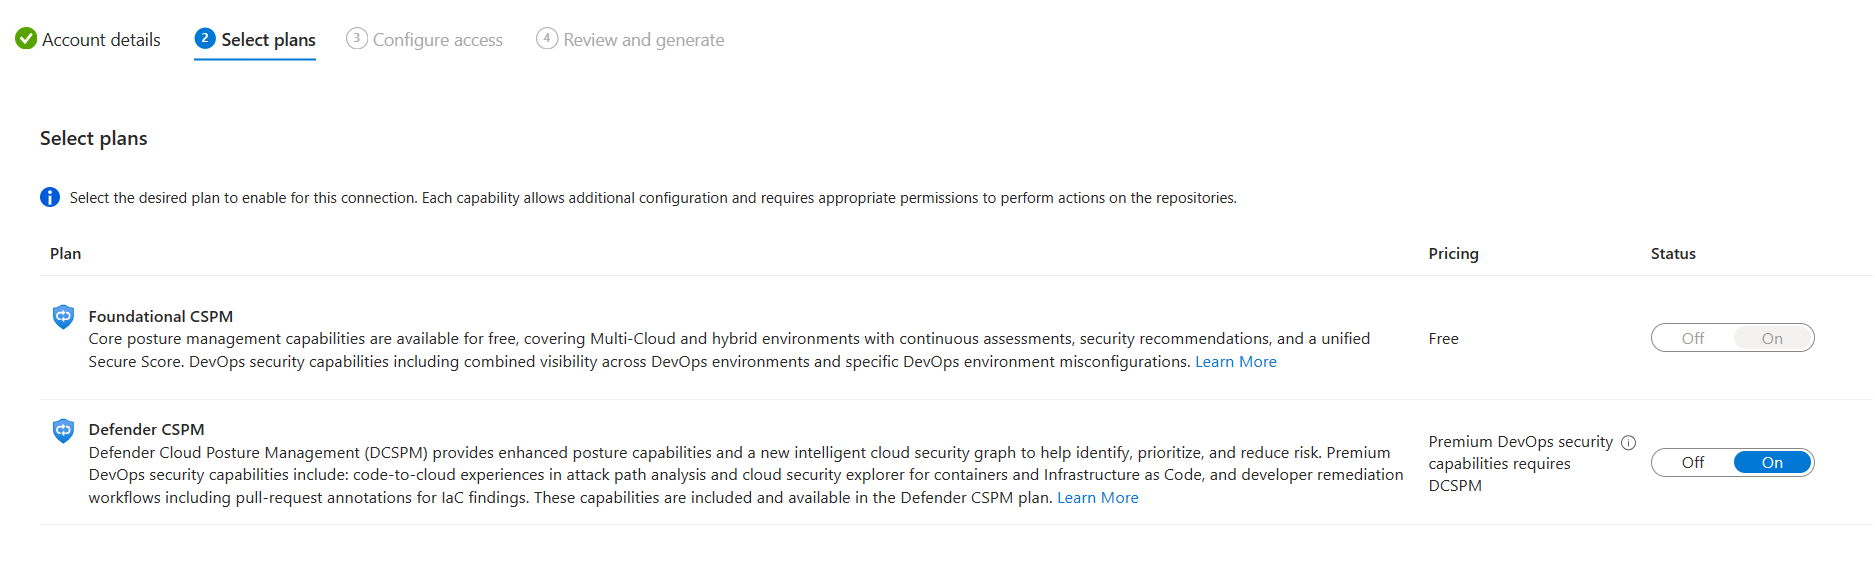 Account details
2 Select plans
3 Configure access
4 Review and generate
Select plans
Select the desired plan to enable for this connection. Each capability allows additional configuration and requires appropriate permissions to perform actions on the repositories.
Plan Pricing Status
Foundational CSPM
Core posture management capabilities are available for free, covering Multi-Cloud and hybrid environments with continuous assessments, security recommendations, and a unified
Secure Score. DevOps security capabilities including combined visibility across DevOps environments and specific DevOps environment misconfigurations. Learn More
Free
Off On
Defender CSPM
Defender Cloud Posture Management (DCSPM) provides enhanced posture capabilities and a new intelligent cloud security graph to help identify, prioritize, and reduce risk. Premium
DevOps security capabilities include: code-to-cloud experiences in attack path analysis and cloud security explorer for containers and Infrastructure as Code, and developer remediation
workflows including pull-request annotations for IaC findings. These capabilities are included and available in the Defender CSPM plan. Learn More
Premium DevOps security
capabilities requires
DCSPM
Off On